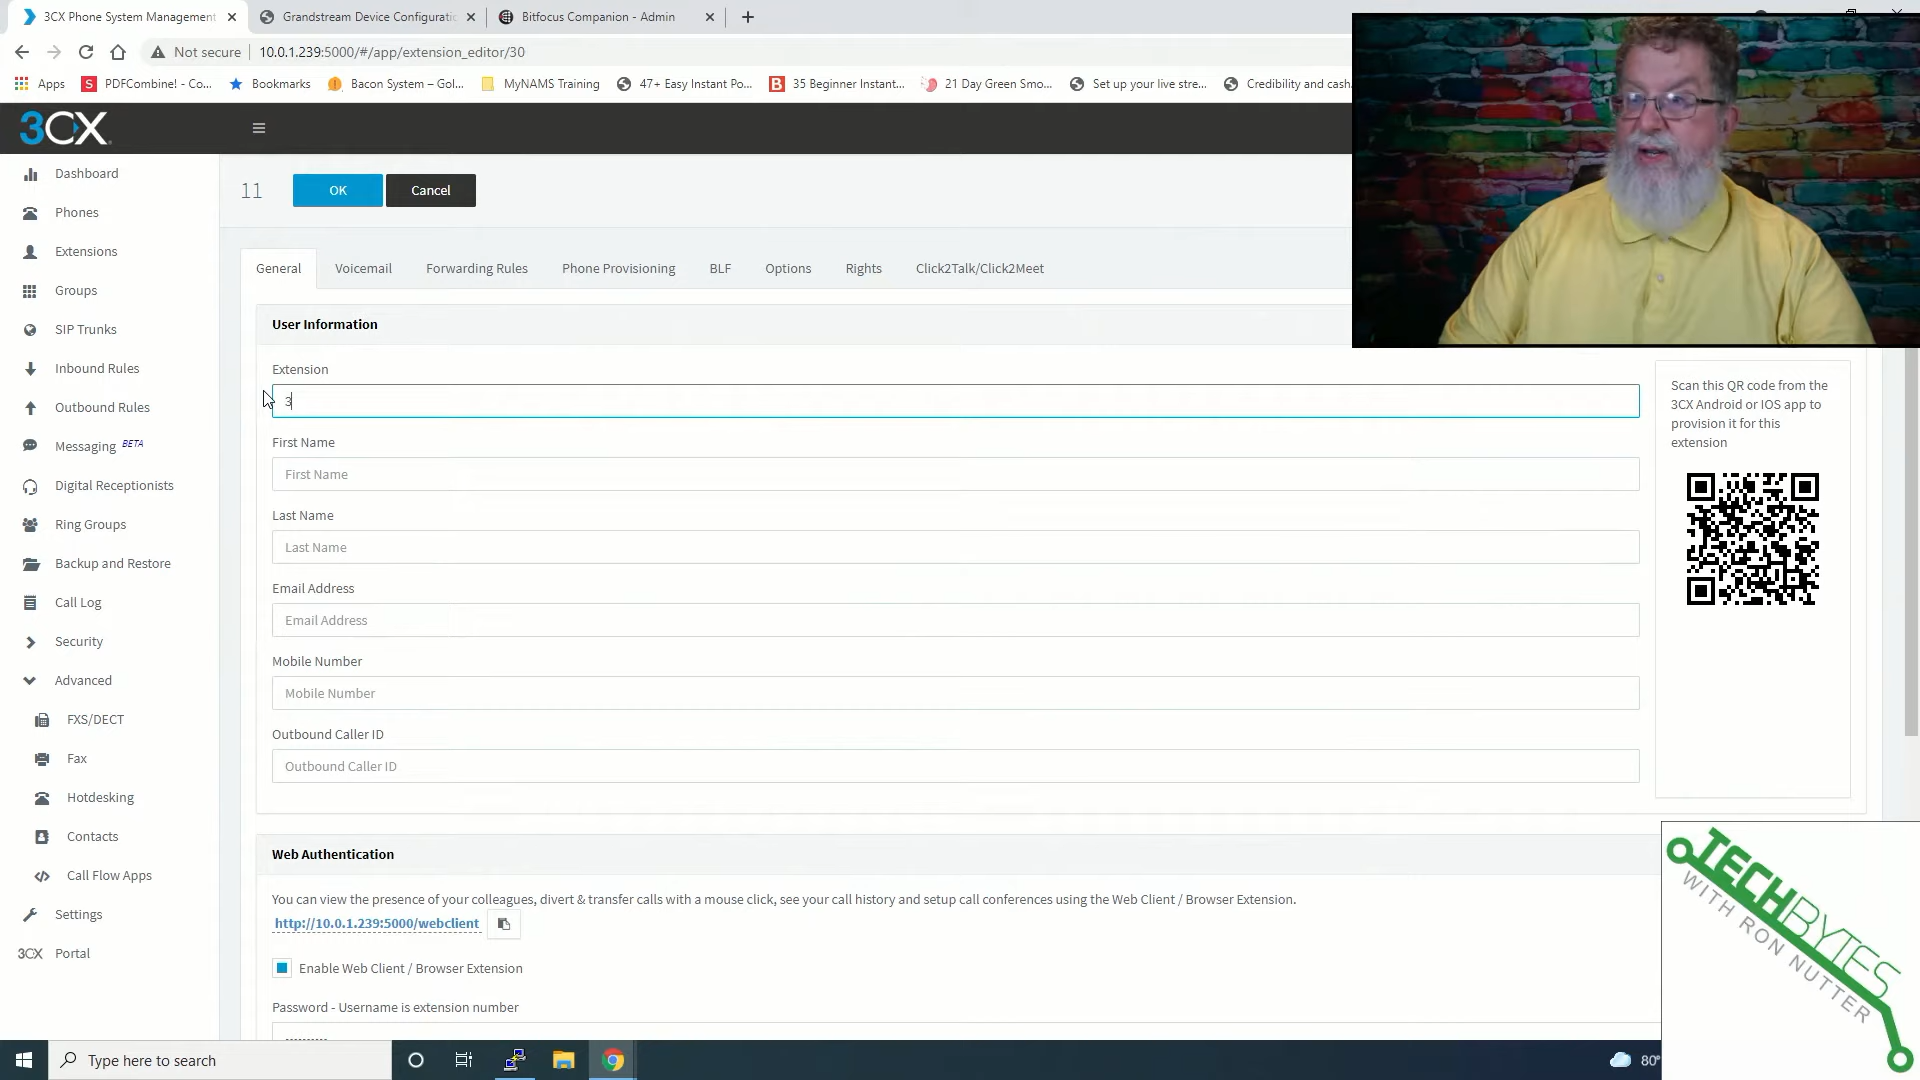 3CX Phone System Management
Grandstream Device Configurati
Bitfocus Companion - Admin
Not secure
10.0.1.239:5000/#/app/extension_editor/30
Apps
PDFCombine! - Co...
Bookmarks
Bacon System – Gol...
MyNAMS Training
47+ Easy Instant Po...
35 Beginner Instant...
21 Day Green Smo...
Set up your live stre...
Credibility and cash
3CX
Dashboard
Phones
Extensions
Groups
SIP Trunks
Inbound Rules
Outbound Rules
Messaging BETA
Digital Receptionists
Ring Groups
Backup and Restore
Call Log
Security
Advanced
FXS/DECT
Fax
Hotdesking
Contacts
Call Flow Apps
Settings
3CX Portal
11
OK
Cancel
General
Voicemail
Forwarding Rules
Phone Provisioning
BLF
Options
Rights
Click2Talk/Click2Meet
User Information
Extension
3
First Name
First Name
Last Name
Last Name
Email Address
Email Address
Mobile Number
Mobile Number
Outbound Caller ID
Outbound Caller ID
Scan this QR code from the
3CX Android or IOS app to
provision it for this
extension
Web Authentication
You can view the presence of your colleagues, divert & transfer calls with a mouse click, see your call history and setup call conferences using the Web Client / Browser Extension.
http://10.0.1.239:5000/webclient
Enable Web Client / Browser Extension
Password - Username is extension number
TECHBYTES
WITH RON NUTTER
Type here to search
80°